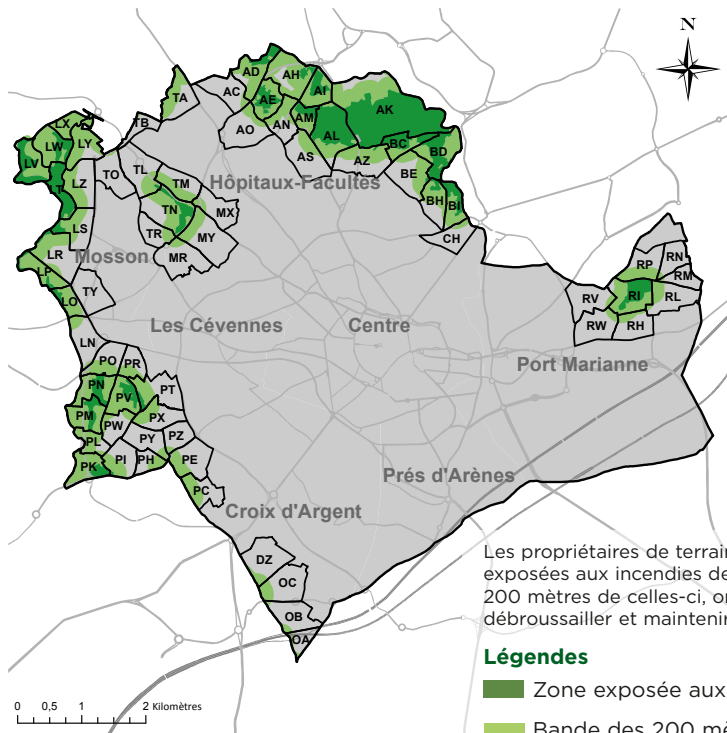 N
AD
AH
AI
TA
AC
AE
AK
AM
AN
AO
AL
TB
LX
LW
LY
LV
BC
BD
AS
AZ
TL
TO
TM
Hôpitaux-Facultés
BE
T
LZ
TN
MX
BH
BI
LS
TR
MY
CH
LR
Mosson
MR
RP
RN
RM
LP
TY
RV
RI
RL
LO
Les Cévennes
Centre
RW
RH
LN
Port Marianne
PO
PR
PN
PT
PV
PM
PX
PW
PL
PY
PZ
PK
PI
PH
PE
Prés d'Arènes
PC
Croix d'Argent
DZ
OC
OB
OA
Les propriétaires de terrain
exposées aux incendies de
200 mètres de celles-ci, on
débroussailler et maintenir
Légendes
Zone exposée aux
Bande des 200 mè
0 0,5 1 2 Kilomètres